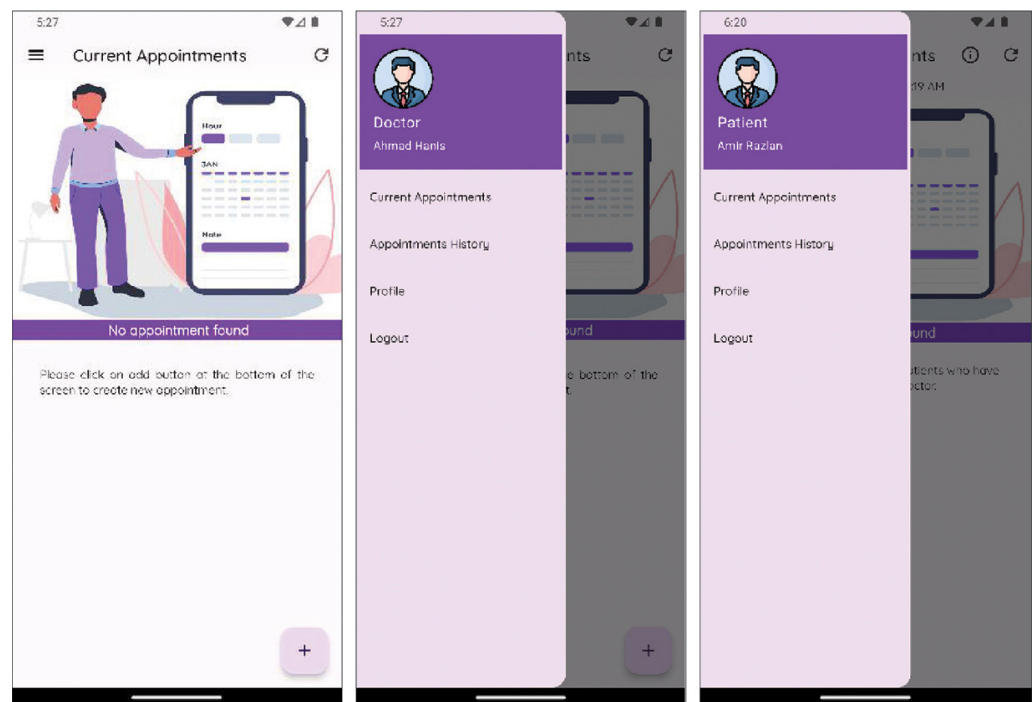 5:27
Current Appointments
Hour
JAN
Note
No appointment found
Please click on add button at the bottom of the
screen to create new appointment.
+
5:27
nts
Doctor
Ahmad Hanis
Current Appointments
Appointments History
Profile
Logout
ound
e bottom of the
t.
+
6:20
nts
:19 AM
Patient
Amir Razlan
Current Appointments
Appointments History
Profile
Logout
ound
atients who have
octor.